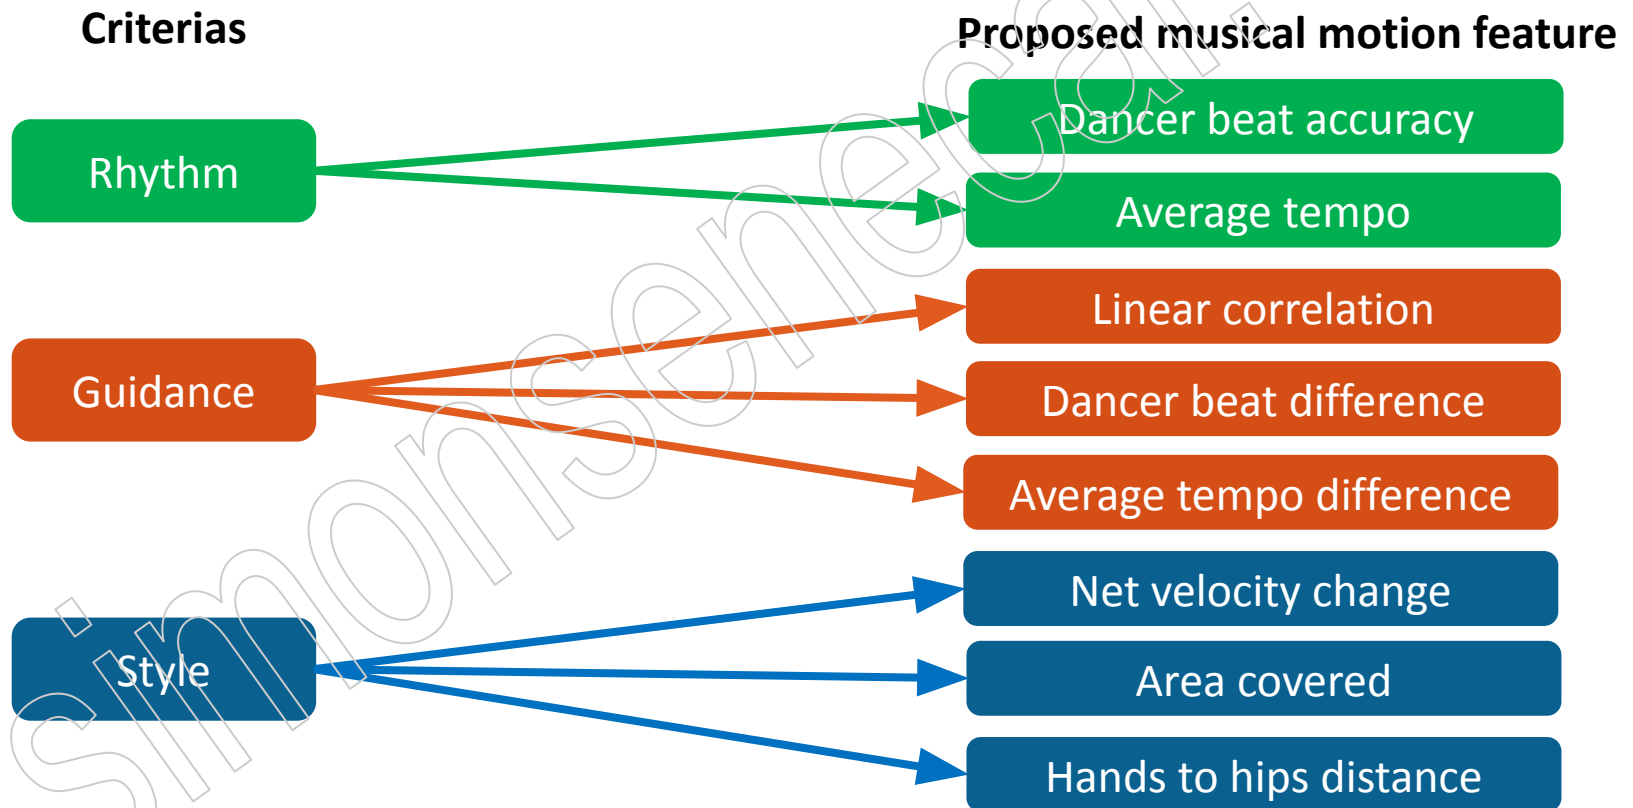 Criterias
Proposed musical motion feature
Rhythm
Dancer beat accuracy
Average tempo
Guidance
Linear correlation
Dancer beat difference
Average tempo difference
Style
Net velocity change
Area covered
Hands to hips distance
simonsenecal.